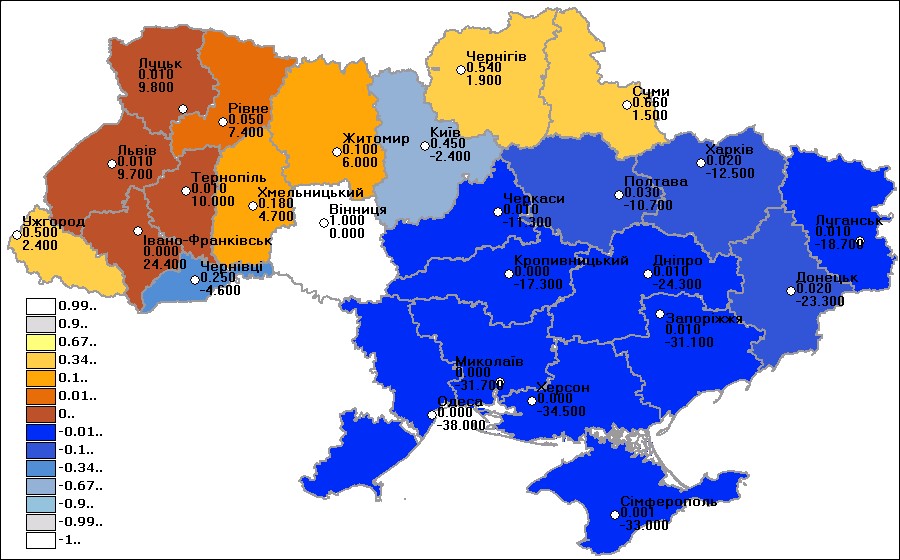 Луцьк
0.010
9.800
Рівне
0.050
7.400
Житомир
0.100
6.000
Київ
0.450
-2.400
Чернігів
0.540
1.900
Суми
0.660
1.500
Львів
0.010
9.700
Тернопіль
0.010
10.000
Хмельницький
0.180
4.700
Вінниця
1.000
0.000
Черкаси
0.010
-11.300
Полтава
0.030
-10.700
Харків
0.020
-12.500
Луганськ
0.010
-18.700
Ужгород
0.500
2.400
Івано-Франківськ
0.000
24.400
Чернівці
0.250
-4.600
Кропивницький
0.000
-17.300
Дніпро
0.010
-24.300
Донецьк
0.020
-23.300
Запоріжжя
0.010
-31.100
Миколаїв
0.000
-31.700
Херсон
0.000
-34.500
Одеса
0.000
-38.000
Сімферополь
0.001
-33.000
0.99..
0.9..
0.67..
0.34..
0.1..
0.01..
0..
-0.01..
-0.1..
-0.34..
-0.67..
-0.9..
-0.99..
-1..